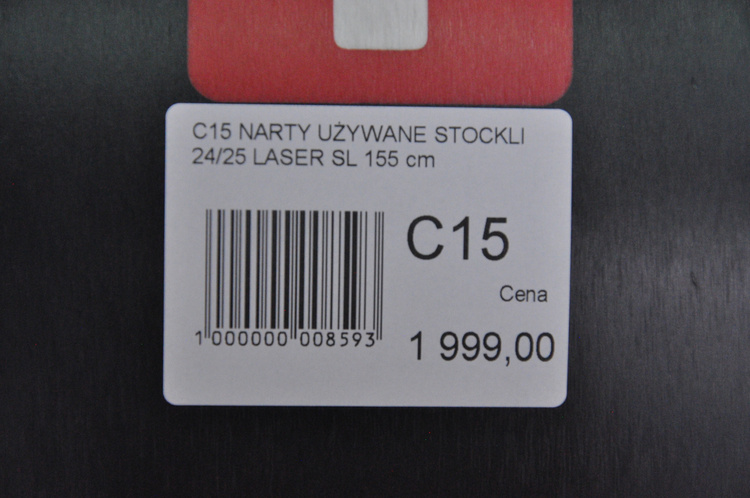 C15 NARTY UŻYWANE STOCKLI
24/25 LASER SL 155 cm
C15
Cena
1 000000 008593
1 999,00